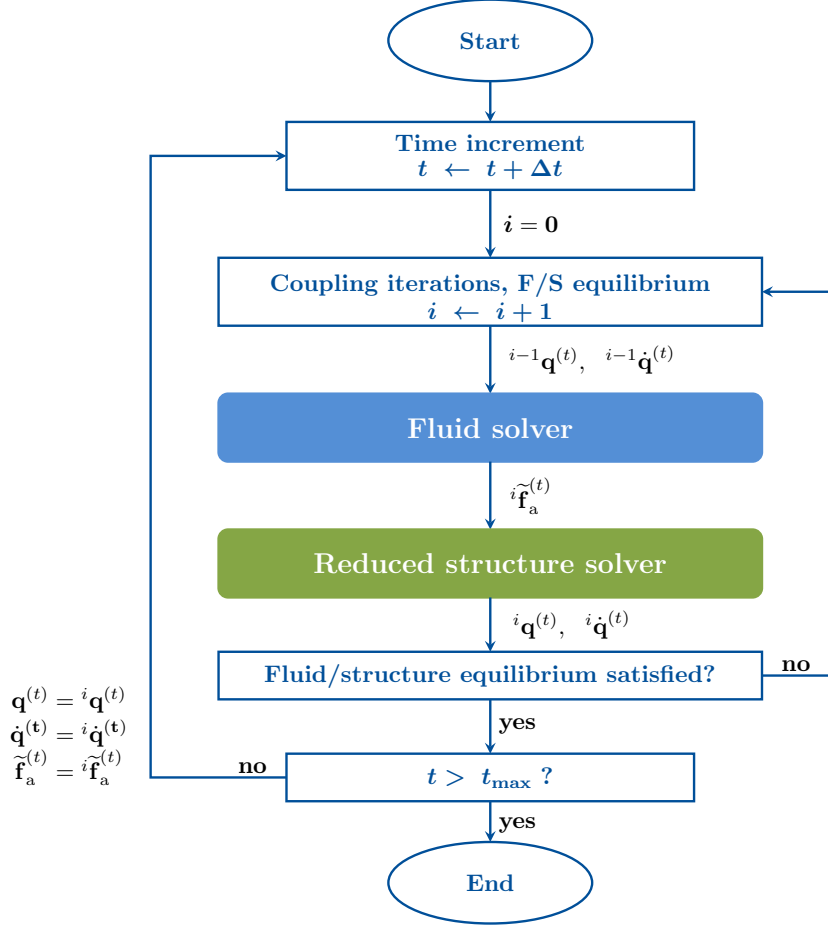 Start
Time increment
t ← t + Δt
i = 0
Coupling iterations, F/S equilibrium
i ← i + 1
ⁱ⁻¹q⁽ᵗ⁾, ⁱ⁻¹q̇⁽ᵗ⁾
Fluid solver
ⁱf̃ₐ⁽ᵗ⁾
Reduced structure solver
ⁱq⁽ᵗ⁾, ⁱq̇⁽ᵗ⁾
Fluid/structure equilibrium satisfied?
no
yes
q⁽ᵗ⁾ = ⁱq⁽ᵗ⁾
q̇⁽ᵗ⁾ = ⁱq̇⁽ᵗ⁾
f̃ₐ⁽ᵗ⁾ = ⁱf̃ₐ⁽ᵗ⁾
no
t > t_max ?
yes
End